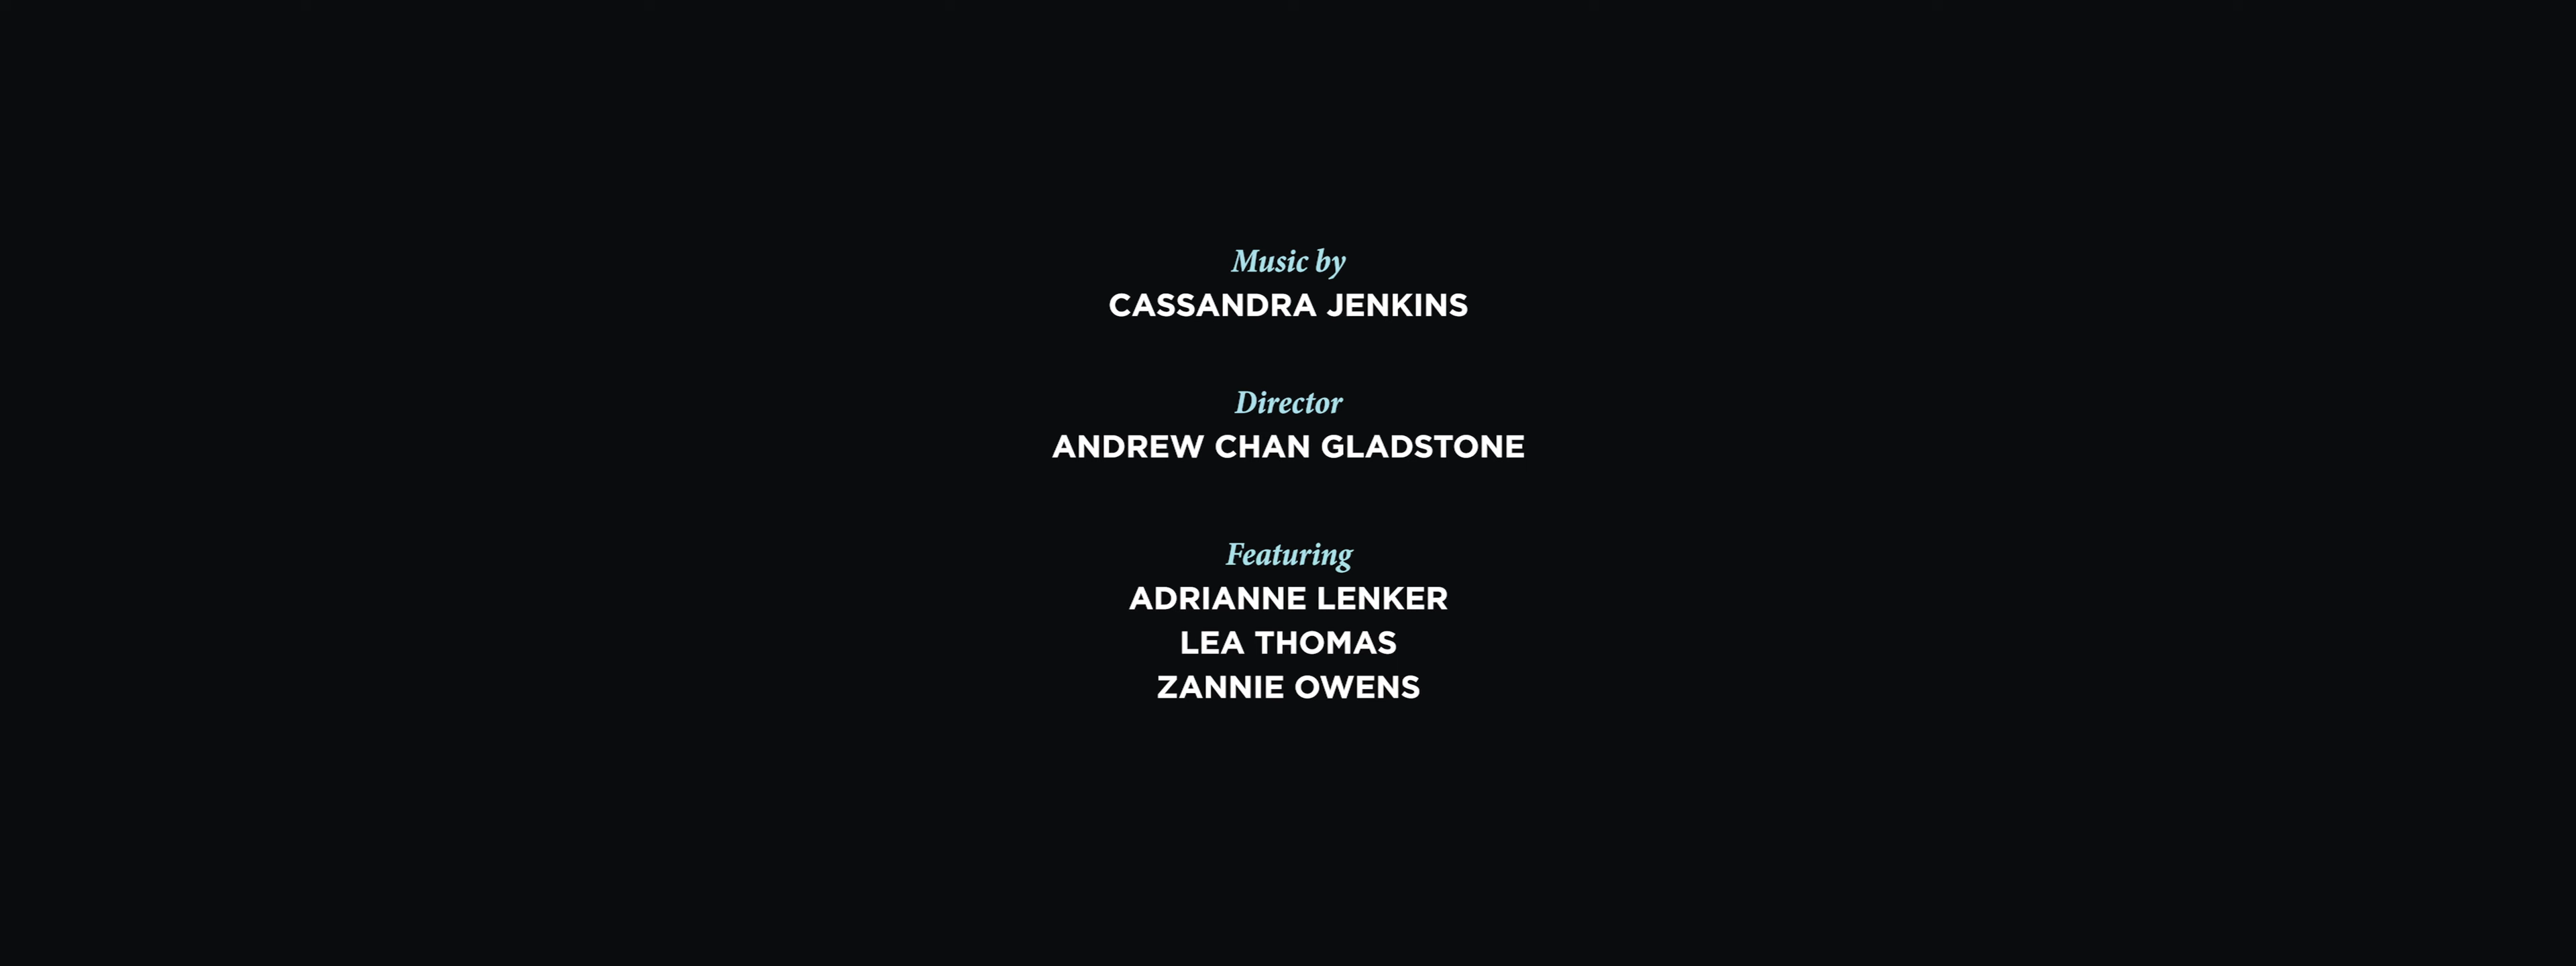 Music by
CASSANDRA JENKINS
Director
ANDREW CHAN GLADSTONE
Featuring
ADRIANNE LENKER
LEA THOMAS
ZANNIE OWENS